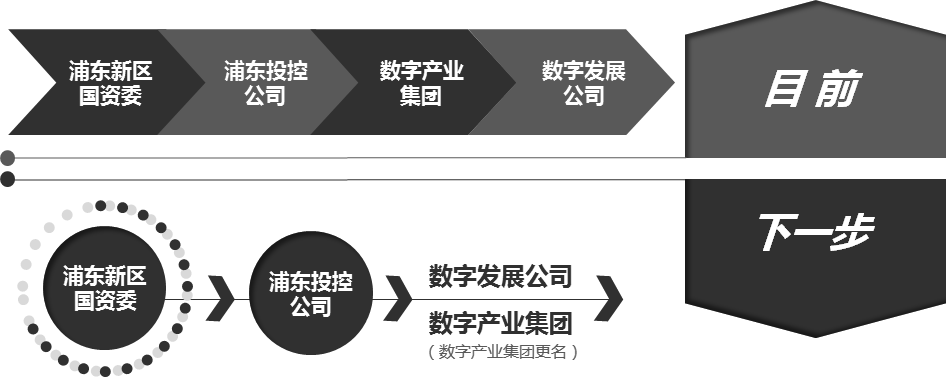 浦东新区
国资委
浦东投控
公司
数字产业
集团
数字发展
公司
目前
下一步
浦东新区
国资委
浦东投控
公司
数字发展公司
数字产业集团
（数字产业集团更名）